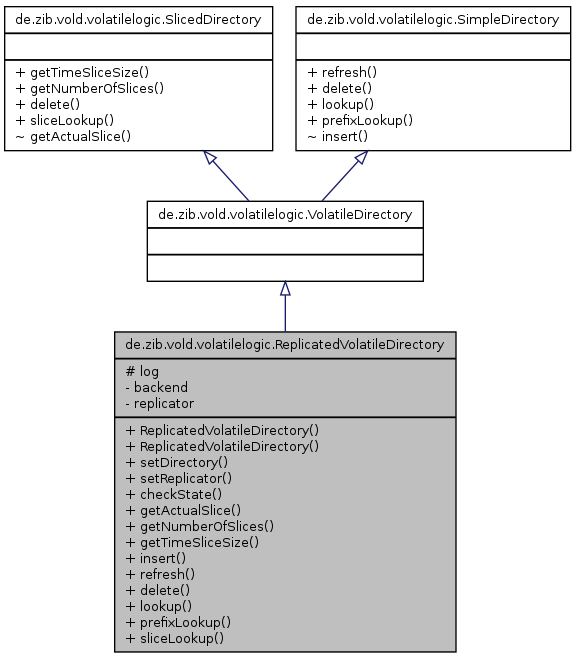 de.zib.vold.volatilelogic.SlicedDirectory
+ getTimeSliceSize()
+ getNumberOfSlices()
+ delete()
+ sliceLookup()
~ getActualSlice()
de.zib.vold.volatilelogic.SimpleDirectory
+ refresh()
+ delete()
+ lookup()
+ prefixLookup()
~ insert()
de.zib.vold.volatilelogic.VolatileDirectory
de.zib.vold.volatilelogic.ReplicatedVolatileDirectory
# log
- backend
- replicator
+ ReplicatedVolatileDirectory()
+ ReplicatedVolatileDirectory()
+ setDirectory()
+ setReplicator()
+ checkState()
+ getActualSlice()
+ getNumberOfSlices()
+ getTimeSliceSize()
+ insert()
+ refresh()
+ delete()
+ lookup()
+ prefixLookup()
+ sliceLookup()